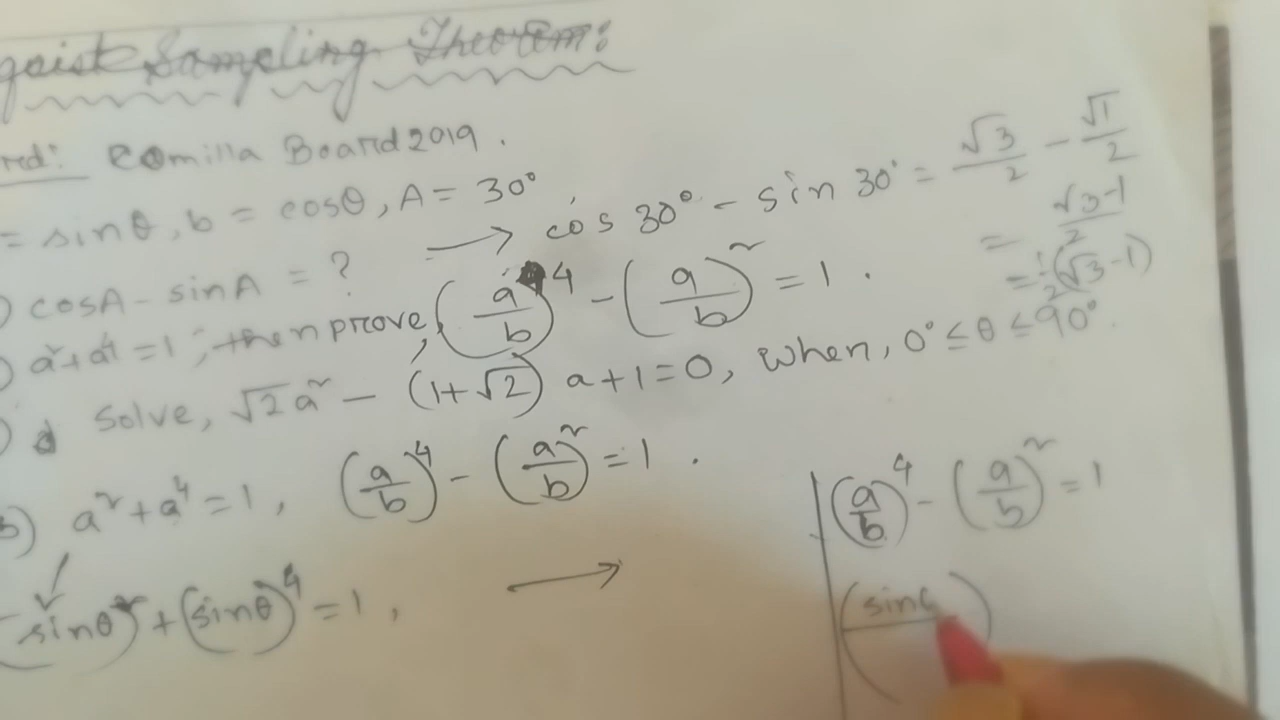 Sampling Theorem:
Comilla Board 2019.
= sinθ, b = cosθ, A = 30°
cosA - sinA = ? → cos 30° - sin 30° = √3/2 - √1/2
= √3-1/2
= 1/2(√3-1)
a² + a⁴ = 1, then prove, (a/b)⁴ - (a/b)² = 1.
Solve, √2a² - (1+√2) a + 1 = 0, when, 0° ≤ θ ≤ 90°.
b) a² + a⁴ = 1, (a/b)⁴ - (a/b)² = 1.
(sinθ)² + (sinθ)⁴ = 1, →
(a/b)⁴ - (a/b)² = 1
(sin